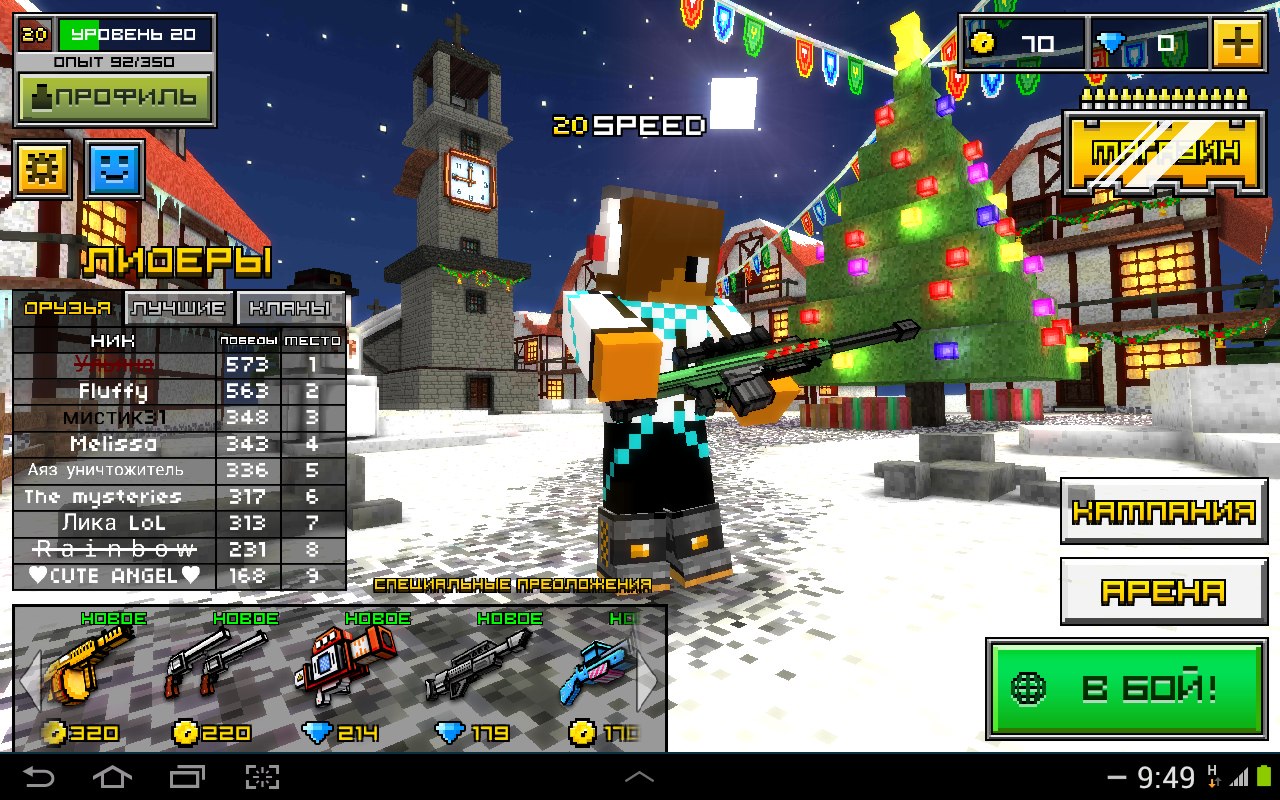 20 УРОВЕНЬ 20
ОПЫТ 92/350
ПРОФИЛЬ
70 0
20 SPEED
МАГАЗИН
ЛИДЕРЫ
ДРУЗЬЯ ЛУЧШИЕ КЛАНЫ
НИК ПОБЕДЫ МЕСТО
573 1
Fluffy 563 2
мистик31 348 3
Melissa 343 4
Аяз уничтожитель 336 5
The mysteries 317 6
Лика LoL 313 7
Rainbow 231 8
♥CUTE ANGEL♥ 168 9
СПЕЦИАЛЬНЫЕ ПРЕДЛОЖЕНИЯ
НОВОЕ НОВОЕ НОВОЕ НОВОЕ
320 220 214 179
КАМПАНИЯ
АРЕНА
В БОЙ!
9:49 H